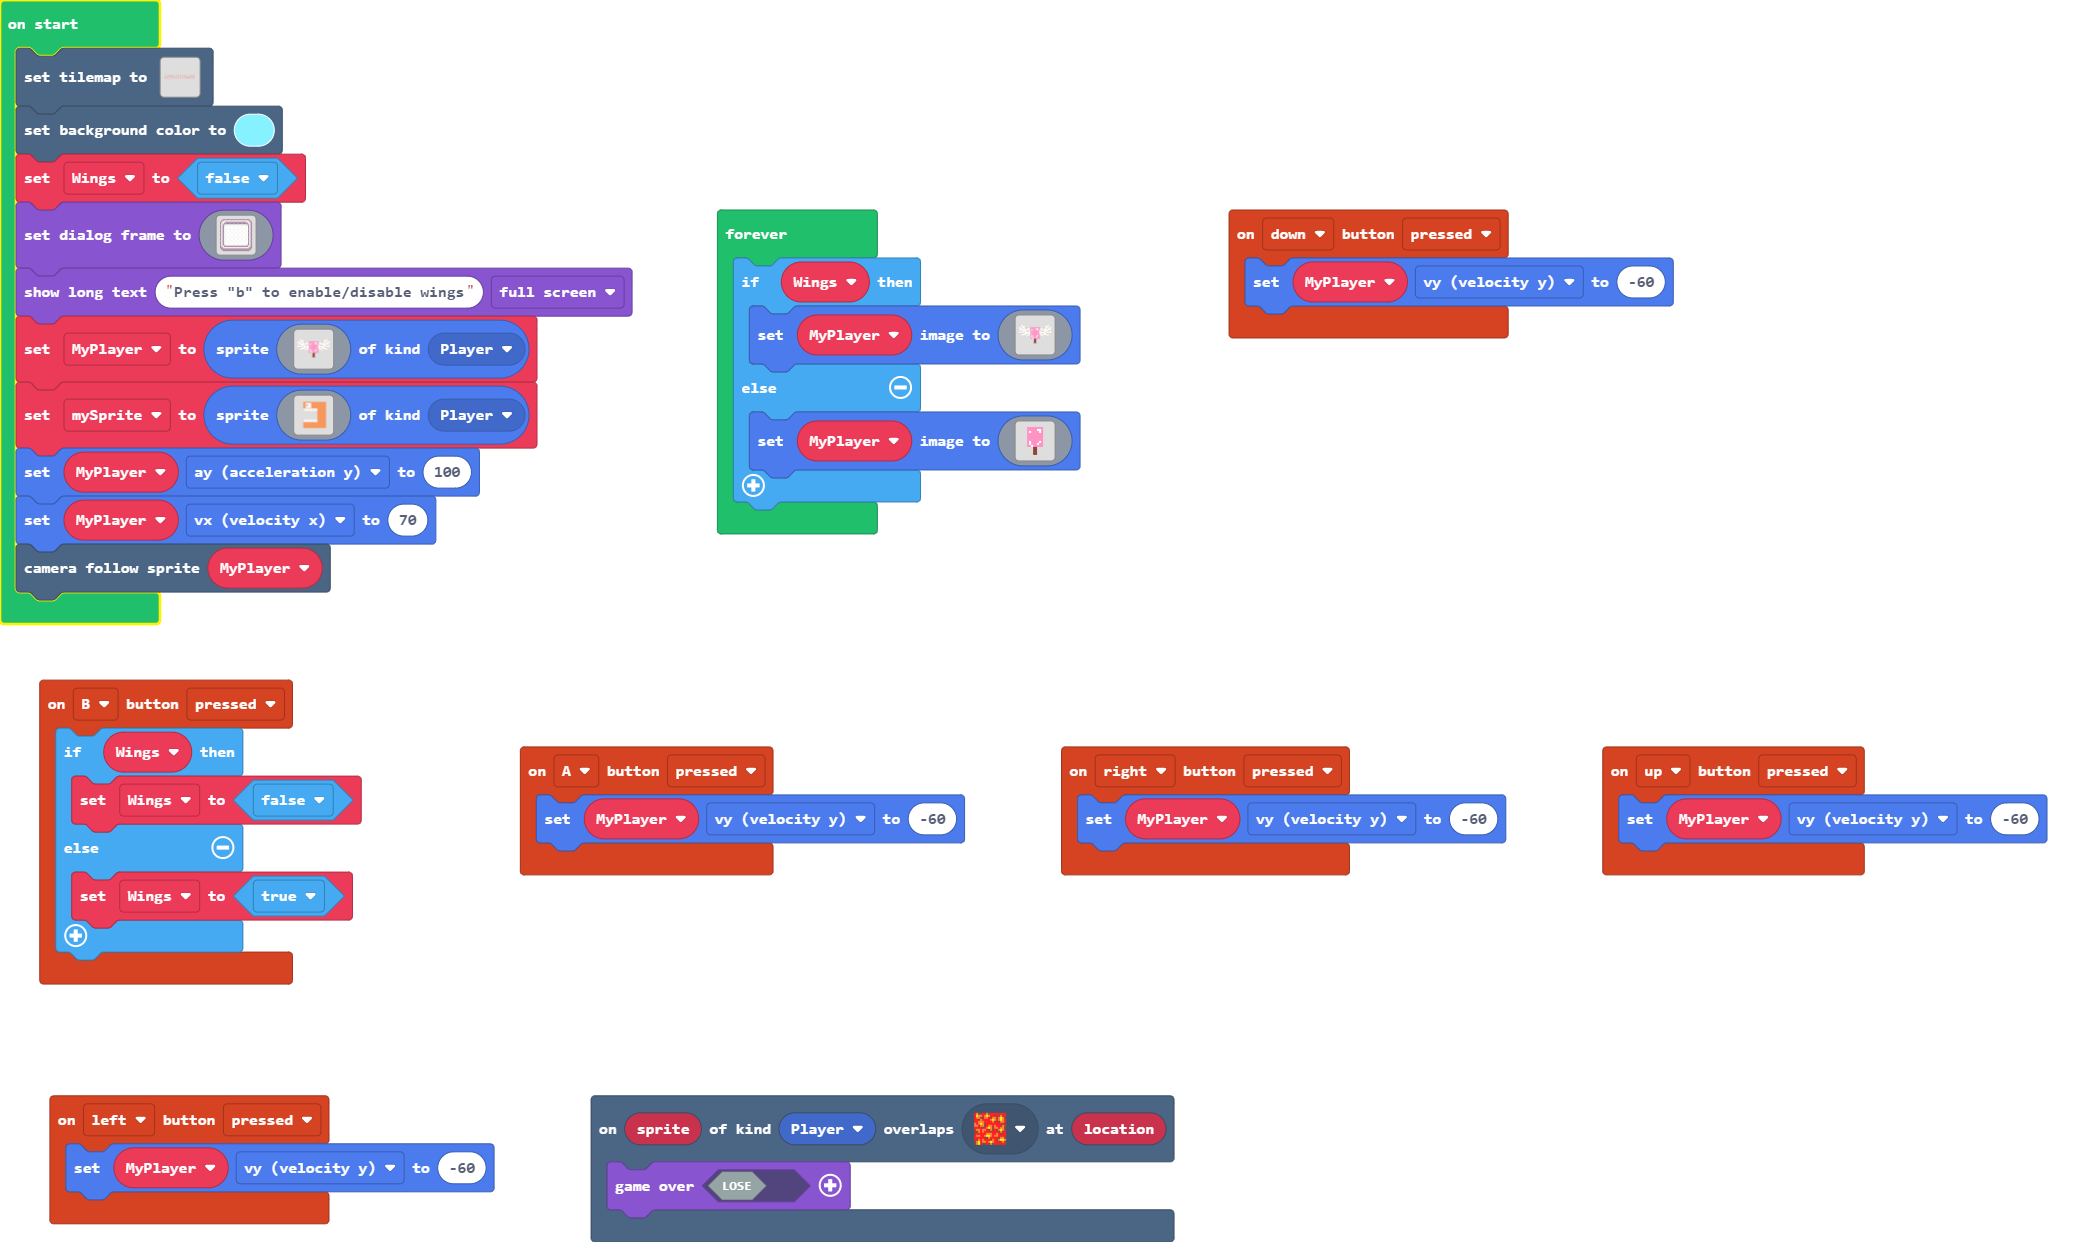 on start
set tilemap to
set background color to
set Wings to false
set dialog frame to
show long text "Press "b" to enable/disable wings" full screen
set MyPlayer to sprite of kind Player
set mySprite to sprite of kind Player
set MyPlayer ay (acceleration y) to 100
set MyPlayer vx (velocity x) to 70
camera follow sprite MyPlayer
forever
if Wings then
set MyPlayer image to
else
set MyPlayer image to
on down button pressed
set MyPlayer vy (velocity y) to -60
on B button pressed
if Wings then
set Wings to false
else
set Wings to true
on A button pressed
set MyPlayer vy (velocity y) to -60
on right button pressed
set MyPlayer vy (velocity y) to -60
on up button pressed
set MyPlayer vy (velocity y) to -60
on left button pressed
set MyPlayer vy (velocity y) to -60
on sprite of kind Player overlaps at location
game over LOSE